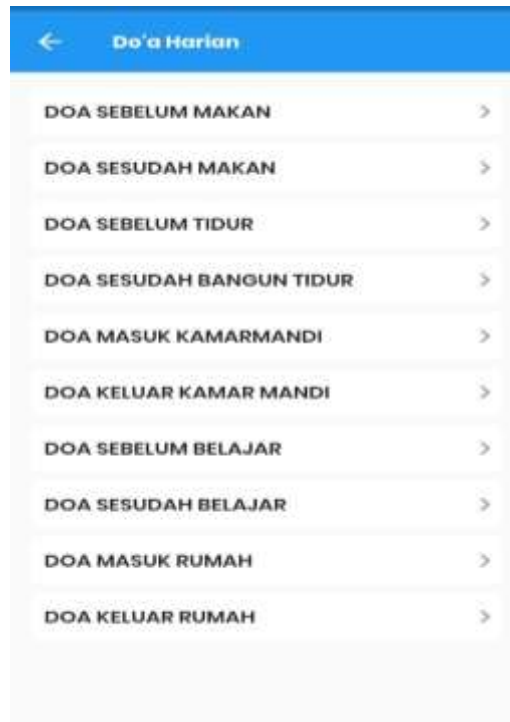 Do'a Harian
DOA SEBELUM MAKAN
DOA SESUDAH MAKAN
DOA SEBELUM TIDUR
DOA SESUDAH BANGUN TIDUR
DOA MASUK KAMARMANDI
DOA KELUAR KAMAR MANDI
DOA SEBELUM BELAJAR
DOA SESUDAH BELAJAR
DOA MASUK RUMAH
DOA KELUAR RUMAH